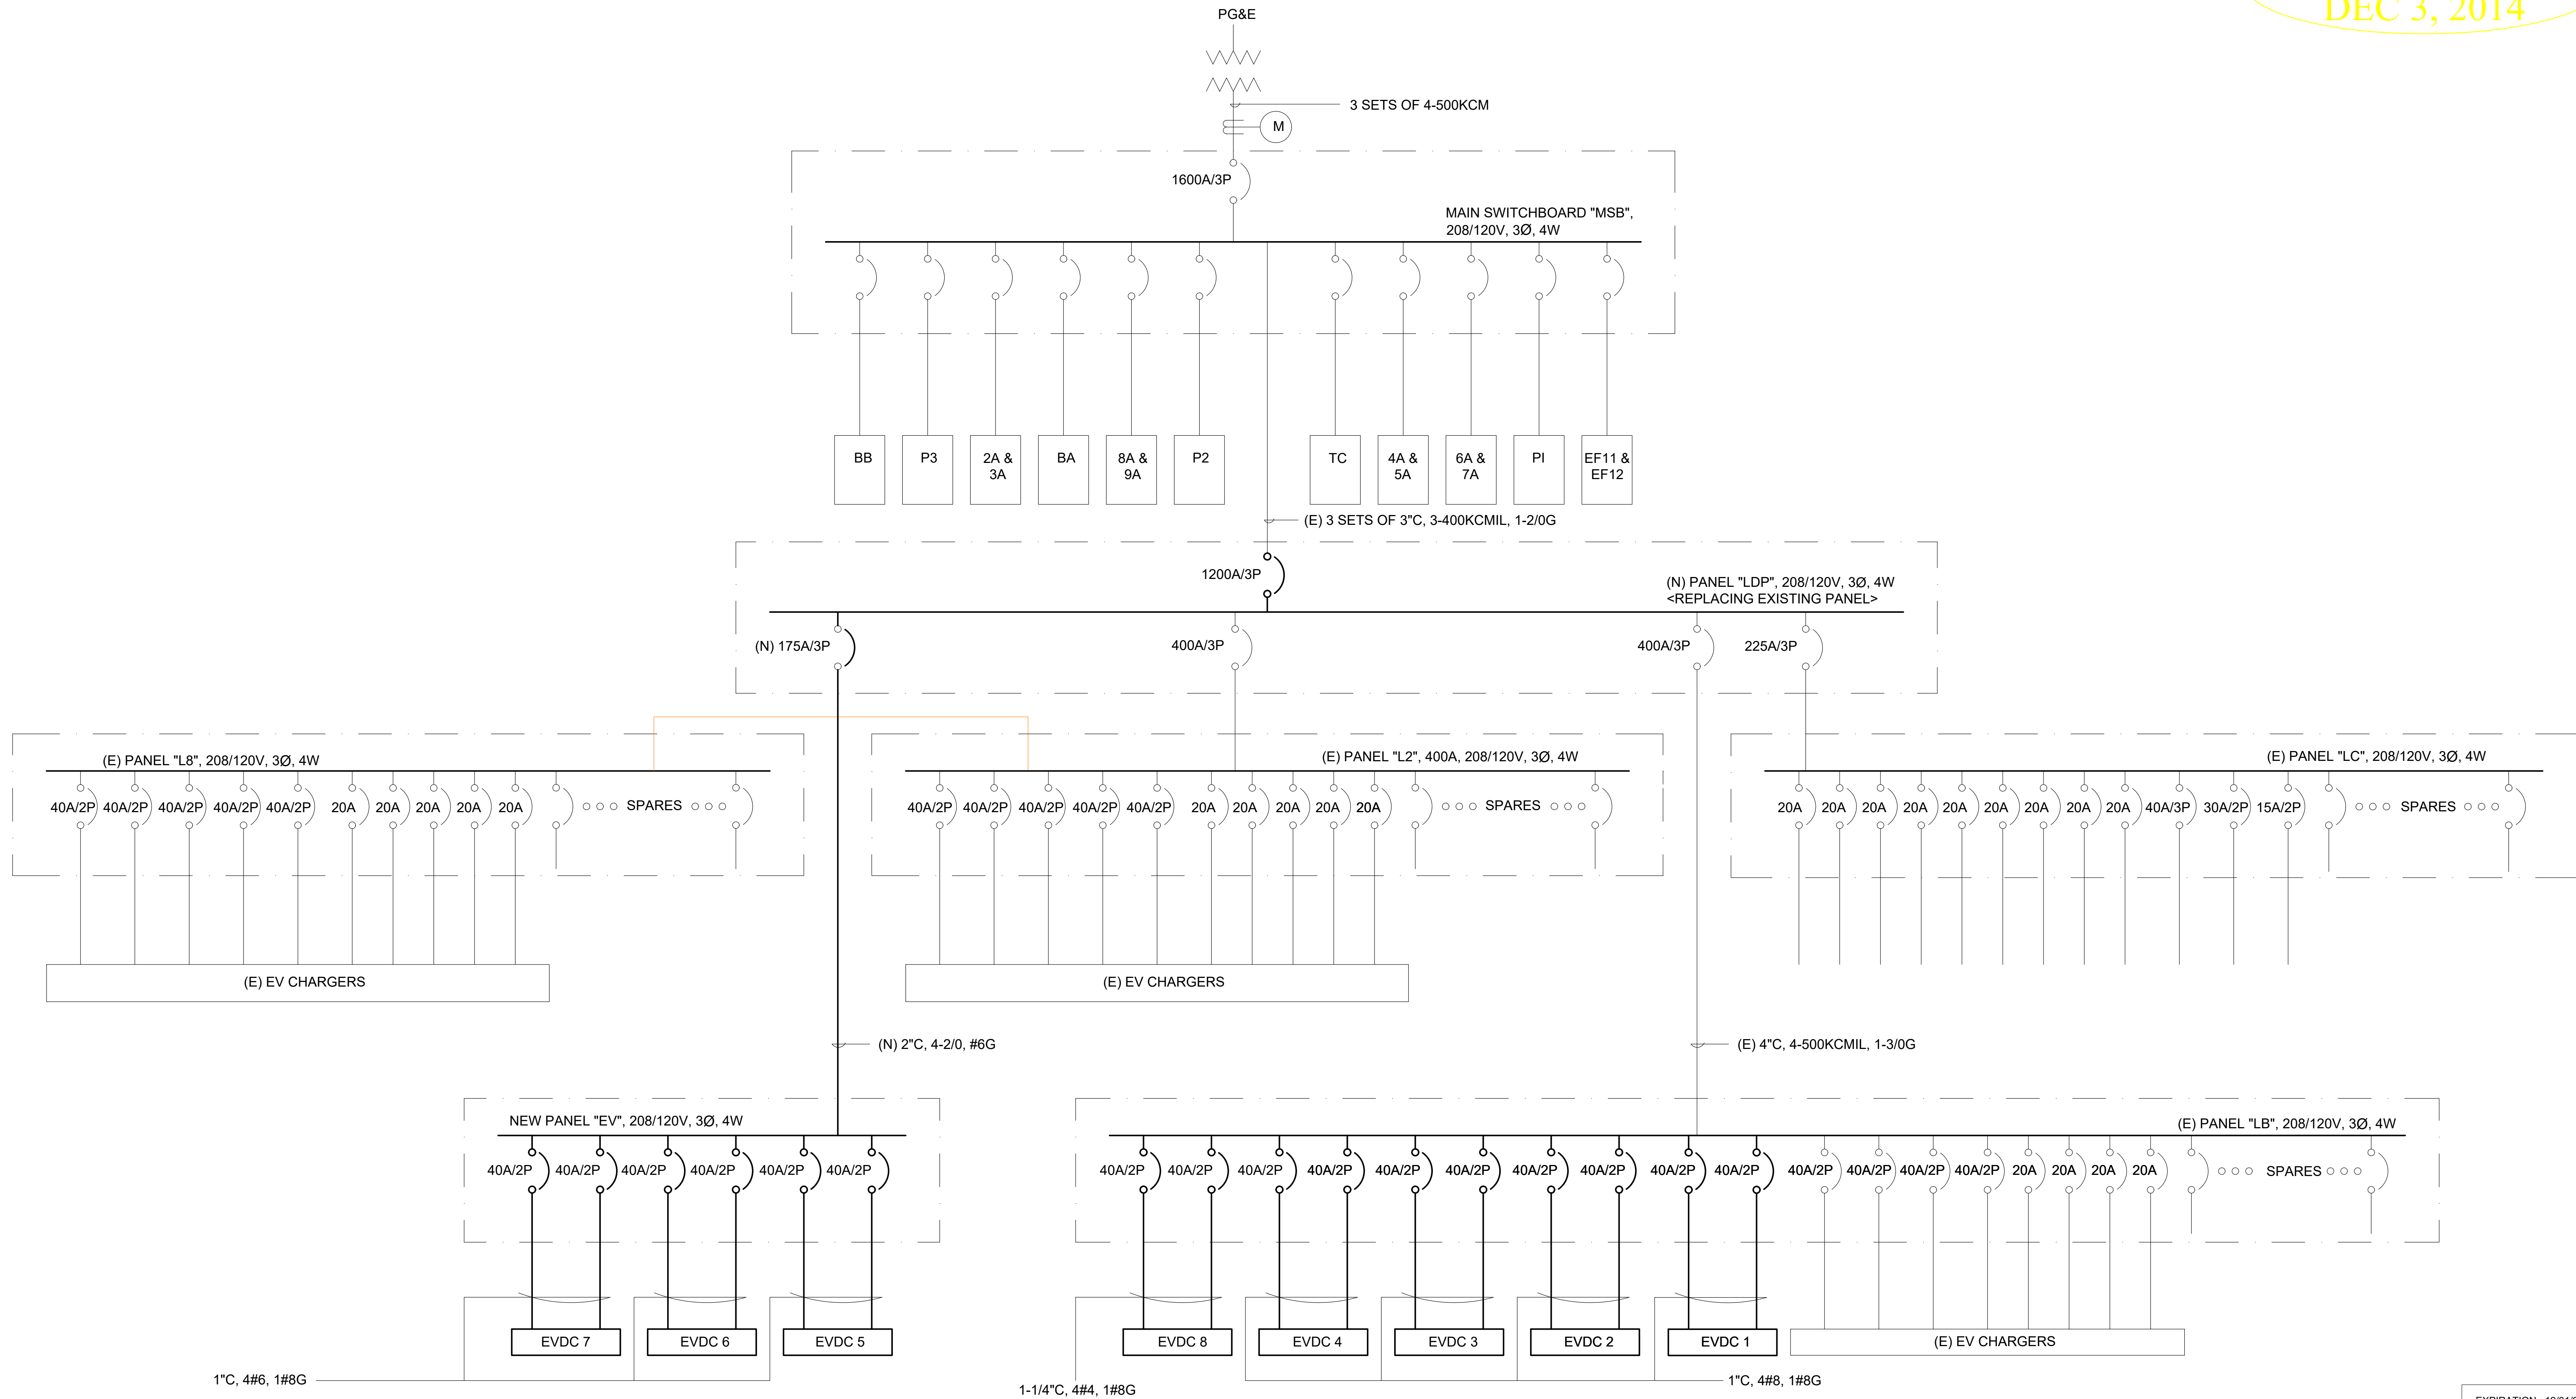 PG&E
DEC 3, 2014
3 SETS OF 4-500KCM
M
1600A/3P
MAIN SWITCHBOARD "MSB",
208/120V, 3Ø, 4W
BB
P3
2A &
3A
BA
8A &
9A
P2
TC
4A &
5A
6A &
7A
PI
EF11 &
EF12
(E) 3 SETS OF 3"C, 3-400KCMIL, 1-2/0G
1200A/3P
(N) PANEL "LDP", 208/120V, 3Ø, 4W
<REPLACING EXISTING PANEL>
(N) 175A/3P
400A/3P
400A/3P
225A/3P
(E) PANEL "L8", 208/120V, 3Ø, 4W
40A/2P 40A/2P 40A/2P 40A/2P 40A/2P 20A 20A 20A 20A 20A SPARES
(E) EV CHARGERS
(E) PANEL "L2", 400A, 208/120V, 3Ø, 4W
40A/2P 40A/2P 40A/2P 40A/2P 40A/2P 20A 20A 20A 20A 20A SPARES
(E) EV CHARGERS
(E) PANEL "LC", 208/120V, 3Ø, 4W
20A 20A 20A 20A 20A 20A 20A 20A 20A 40A/3P 30A/2P 15A/2P SPARES
(N) 2"C, 4-2/0, #6G
(E) 4"C, 4-500KCMIL, 1-3/0G
NEW PANEL "EV", 208/120V, 3Ø, 4W
40A/2P 40A/2P 40A/2P 40A/2P 40A/2P 40A/2P
EVDC 7
EVDC 6
EVDC 5
1"C, 4#6, 1#8G
(E) PANEL "LB", 208/120V, 3Ø, 4W
40A/2P 40A/2P 40A/2P 40A/2P 40A/2P 40A/2P 40A/2P 40A/2P 40A/2P 40A/2P 40A/2P 40A/2P 40A/2P 40A/2P 20A 20A 20A 20A SPARES
EVDC 8
EVDC 4
EVDC 3
EVDC 2
EVDC 1
(E) EV CHARGERS
1-1/4"C, 4#4, 1#8G
1"C, 4#8, 1#8G